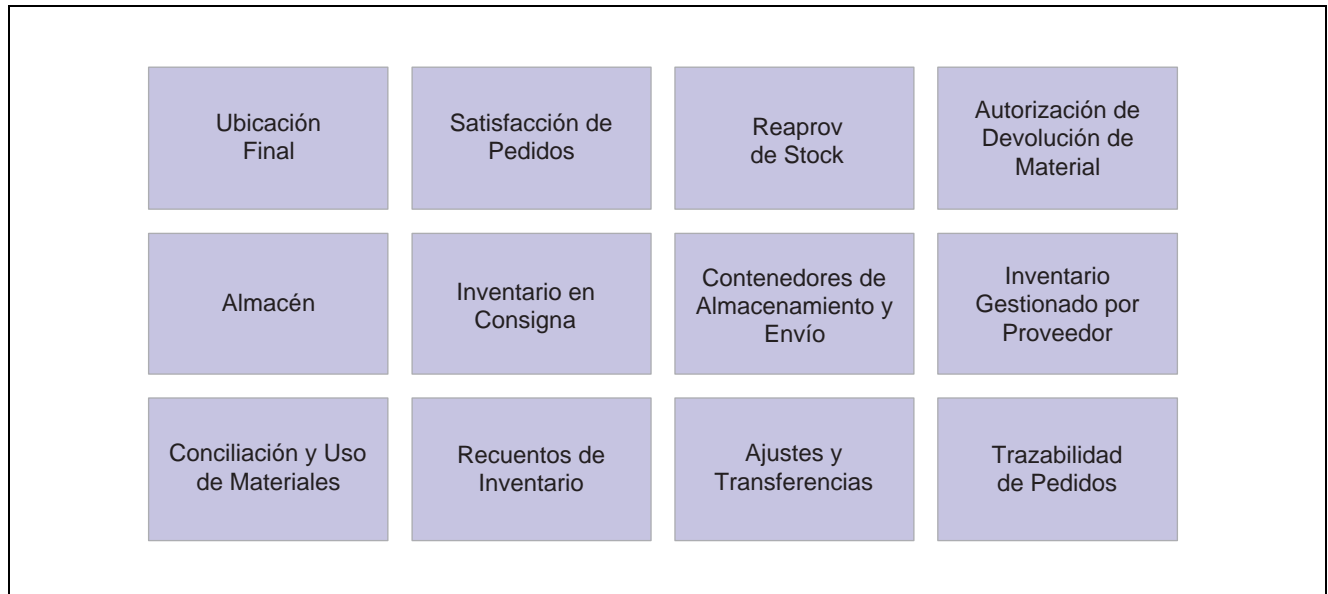 Ubicación
Final
Satisfacción de
Pedidos
Reaprov
de Stock
Autorización de
Devolución de
Material
Almacén
Inventario en
Consigna
Contenedores de
Almacenamiento y
Envío
Inventario
Gestionado por
Proveedor
Conciliación y Uso
de Materiales
Recuentos de
Inventario
Ajustes y
Transferencias
Trazabilidad
de Pedidos